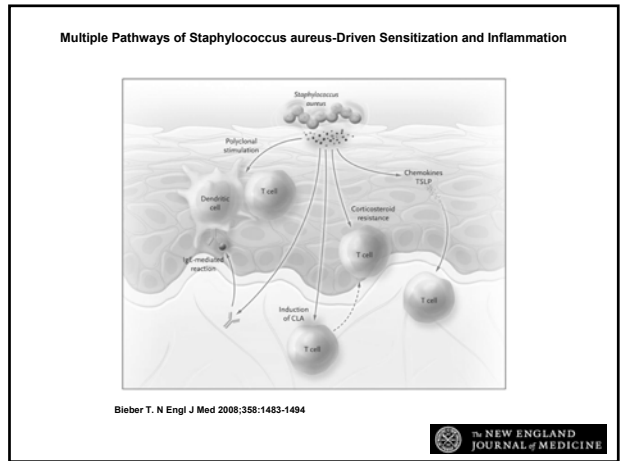 Multiple Pathways of Staphylococcus aureus-Driven Sensitization and Inflammation
Staphylococcus
aureus
Polyclonal
stimulation
Chemokines
TSLP
Dendritic
cell
T cell
Corticosteroid
resistance
IgE-mediated
reaction
T cell
T cell
Induction
of CLA
T cell
Bieber T. N Engl J Med 2008;358:1483-1494
The NEW ENGLAND
JOURNAL of MEDICINE